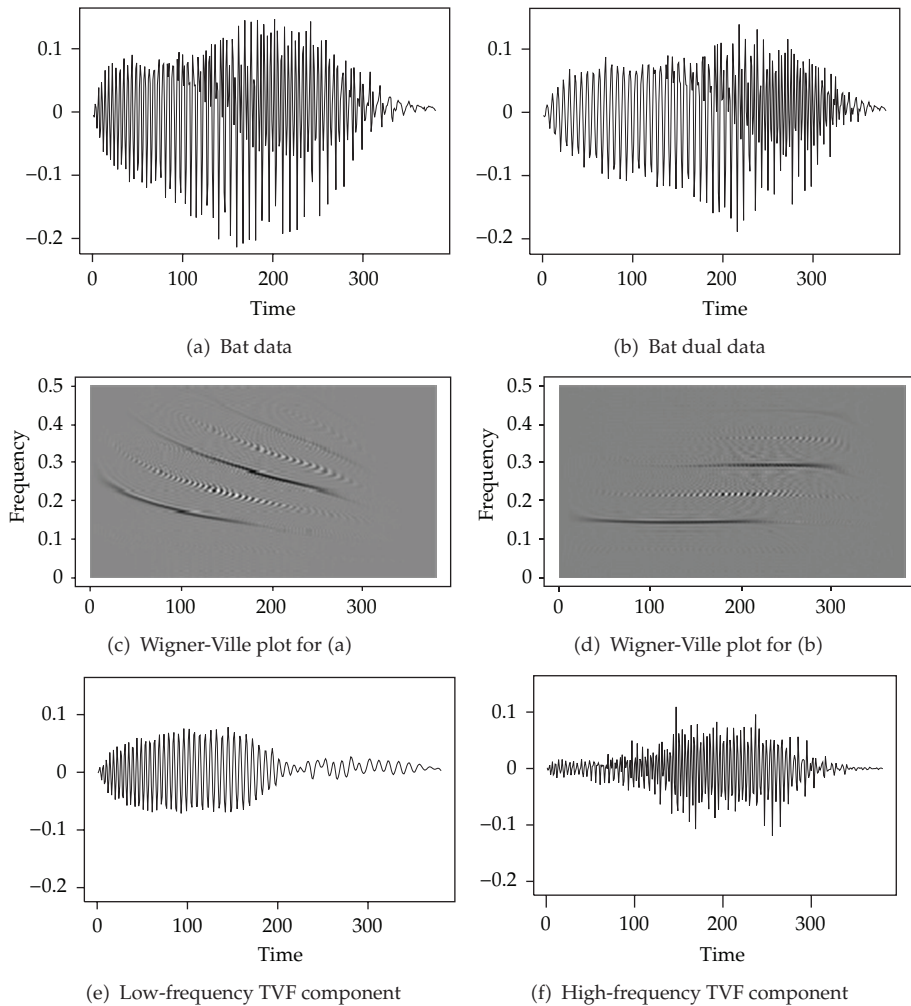 0.1
0
−0.1
−0.2
0 100 200 300
Time
(a) Bat data
0.1
0
−0.1
−0.2
0 100 200 300
Time
(b) Bat dual data
Frequency
0.5
0.4
0.3
0.2
0.1
0
0 100 200 300
(c) Wigner-Ville plot for (a)
Frequency
0.5
0.4
0.3
0.2
0.1
0
0 100 200 300
(d) Wigner-Ville plot for (b)
0.1
0
−0.1
−0.2
0 100 200 300
Time
(e) Low-frequency TVF component
0.1
0
−0.1
−0.2
0 100 200 300
Time
(f) High-frequency TVF component